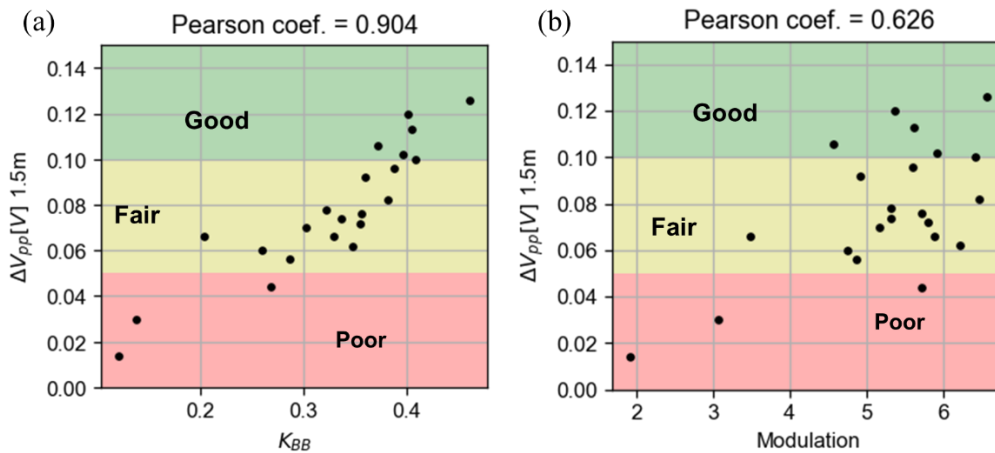 (a)
Pearson coef. = 0.904
0.14
0.12
0.10
0.08
0.06
0.04
0.02
0.00
ΔVpp[V] 1.5m
Good
Fair
Poor
0.2 0.3 0.4
KBB
(b)
Pearson coef. = 0.626
0.14
0.12
0.10
0.08
0.06
0.04
0.02
0.00
ΔVpp[V] 1.5m
Good
Fair
Poor
2 3 4 5 6
Modulation